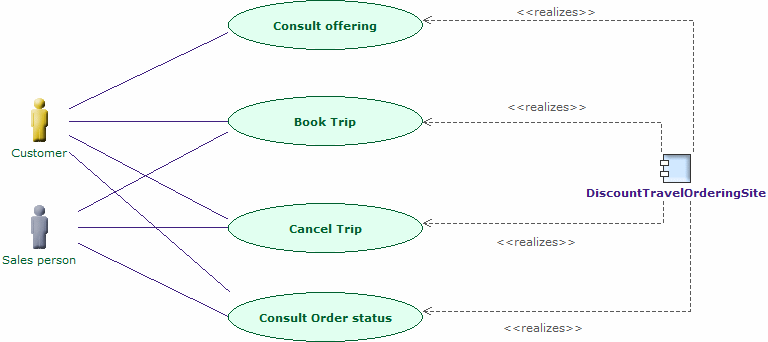 Consult offering
<<realizes>>
Book Trip
<<realizes>>
Customer
DiscountTravelOrderingSite
Cancel Trip
<<realizes>>
Sales person
Consult Order status
<<realizes>>